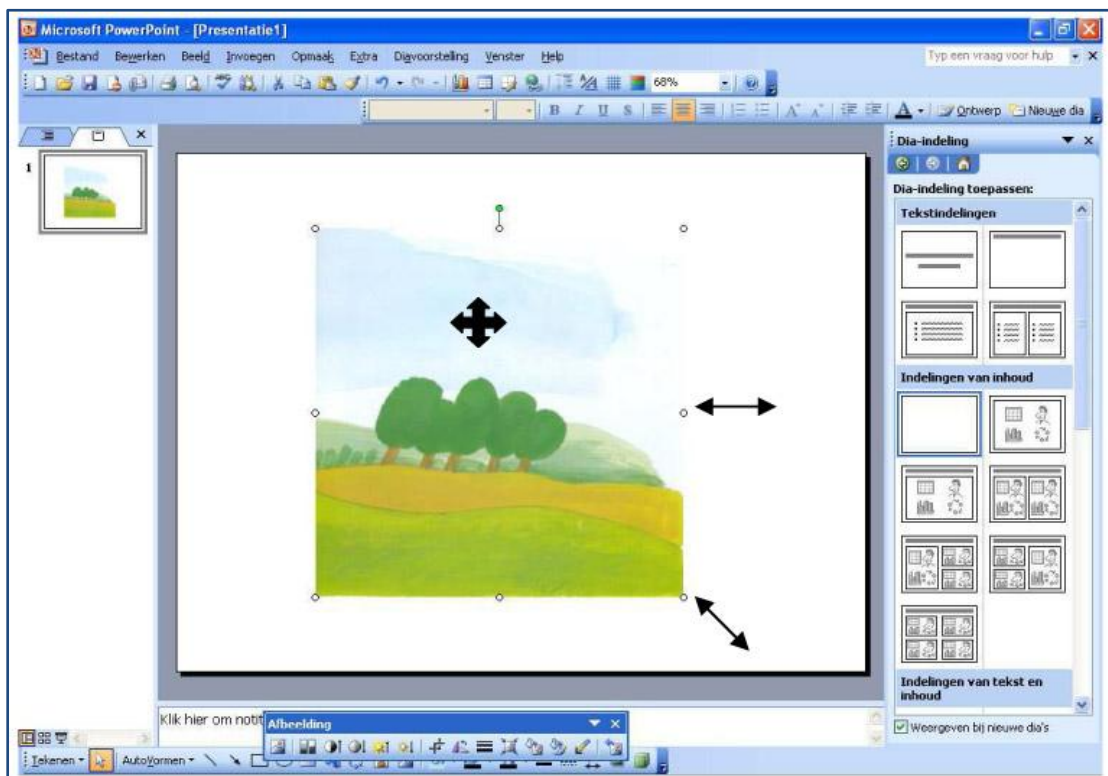 Microsoft PowerPoint - [Presentatie1]
Bestand Bewerken Beeld Invoegen Opmaak Extra Diavoorstelling Venster Help Typ een vraag voor hulp
68%
B I U S A Ontwerp Nieuwe dia
Dia-indeling
1
Dia-indeling toepassen:
Tekstindelingen
Indelingen van inhoud
Indelingen van tekst en
inhoud
Klik hier om notit
Afbeelding
Weergeven bij nieuwe dia's
Tekenen AutoVormen